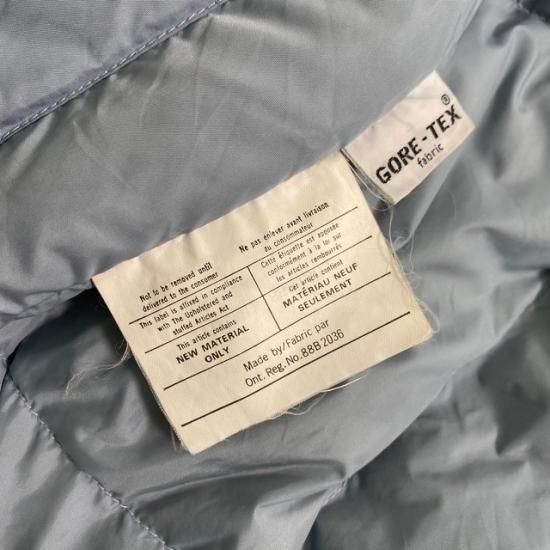 GORE-TEX®
fabric
Not to be removed until
delivered to the consumer
Ne pas enlever avant livraison
au consommateur
This label is affixed in compliance
with The Upholstered and
stuffed Articles Act
Cette étiquette est apposée
conformément à la loi sur
les articles rembourrés
This article contains
NEW MATERIAL
ONLY
Cet article contient
MATÉRIAU NEUF
SEULEMENT
Made by/Fabric par
Ont. Reg. No. 88B2036